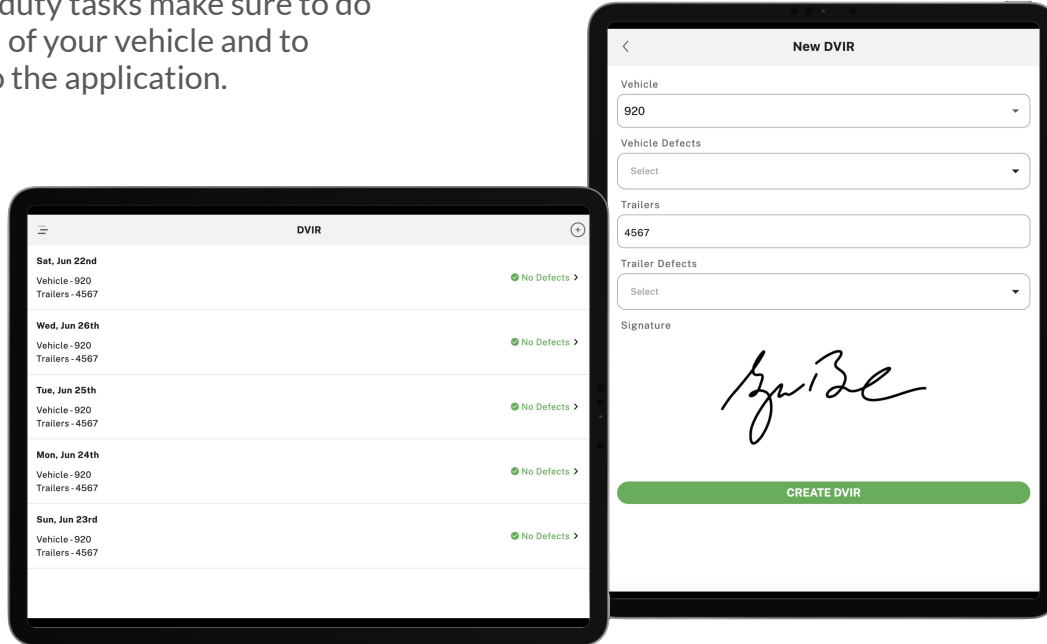 duty tasks make sure to do
of your vehicle and to
the application.
DVIR
Sat, Jun 22nd
Vehicle - 920
Trailers - 4567
No Defects
Wed, Jun 26th
Vehicle - 920
Trailers - 4567
No Defects
Tue, Jun 25th
Vehicle - 920
Trailers - 4567
No Defects
Mon, Jun 24th
Vehicle - 920
Trailers - 4567
No Defects
Sun, Jun 23rd
Vehicle - 920
Trailers - 4567
No Defects
New DVIR
Vehicle
920
Vehicle Defects
Select
Trailers
4567
Trailer Defects
Select
Signature
CREATE DVIR